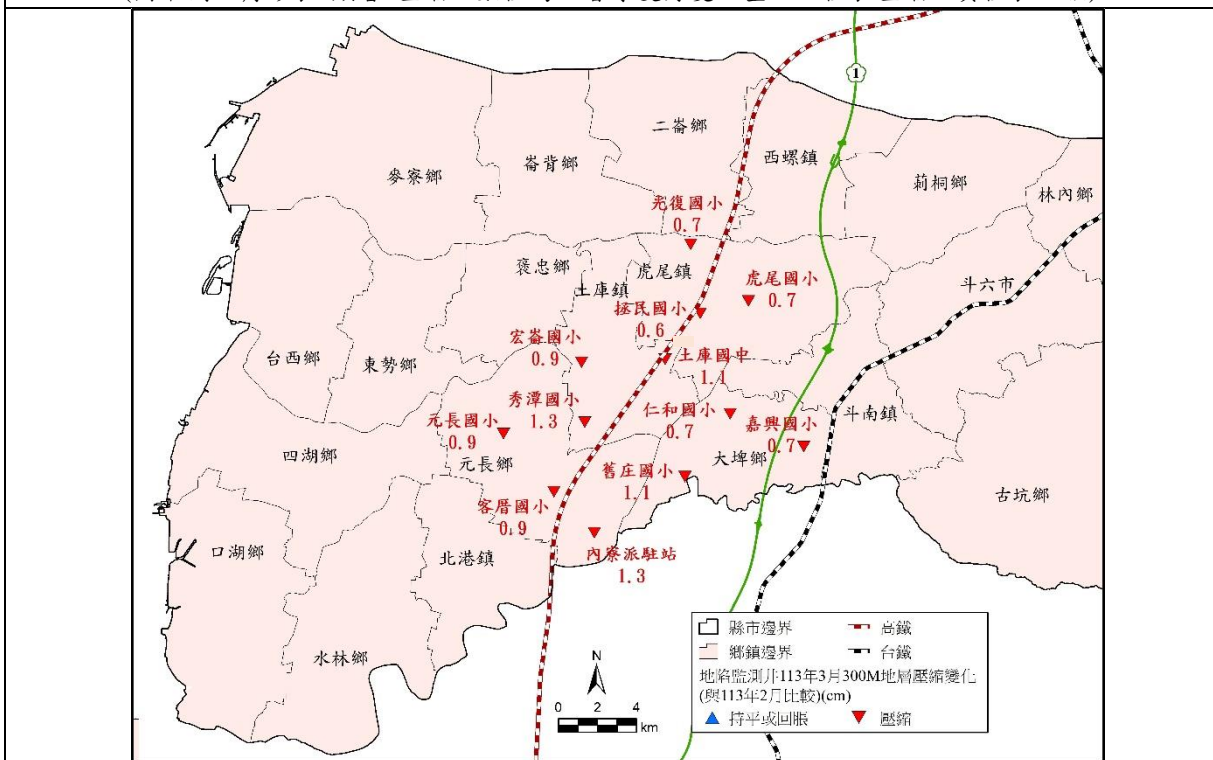 二崙鄉
西螺鎮
崙背鄉
麥寮鄉
莿桐鄉
林內鄉
光復國小
0.7
褒忠鄉
虎尾鎮
土庫鎮
虎尾國小
0.7
斗六市
拯民國小
0.6
宏崙國小
0.9
土庫國中
1.1
台西鄉
東勢鄉
秀潭國小
1.3
仁和國小
0.7
斗南鎮
元長國小
0.9
嘉興國小
0.7
四湖鄉
元長鄉
大埤鄉
舊庄國小
1.1
古坑鄉
客厝國小
0.9
口湖鄉
北港鎮
內寮派駐站
1.3
水林鄉
1
N
0 2 4
km
縣市邊界
高鐵
鄉鎮邊界
台鐵
地陷監測井113年3月300M地層壓縮變化
(與113年2月比較)(cm)
持平或回脹
壓縮